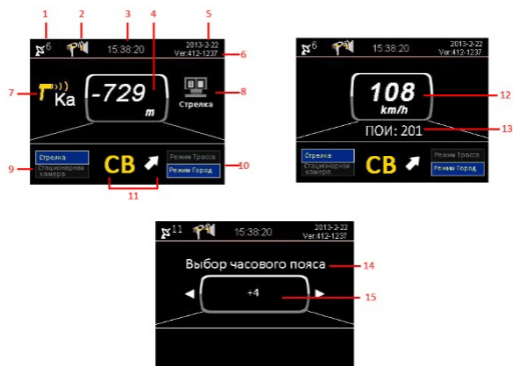 1 2 3 4 5
6 15:38:20 2013-2-22
Ver:412-1237 6
7 Ka -729 m Стрелка 8
9 Стрелка
Стационарная камера
СВ
Режим Трасса
Режим Город 10
11
6 15:38:20 2013-2-22
Ver:412-1237
108 km/h 12
ПОИ: 201 13
Стрелка
Стационарная камера
СВ
Режим Трасса
Режим Город
11 15:38:20 2013-2-22
Ver:412-1237
Выбор часового пояса 14
+4 15